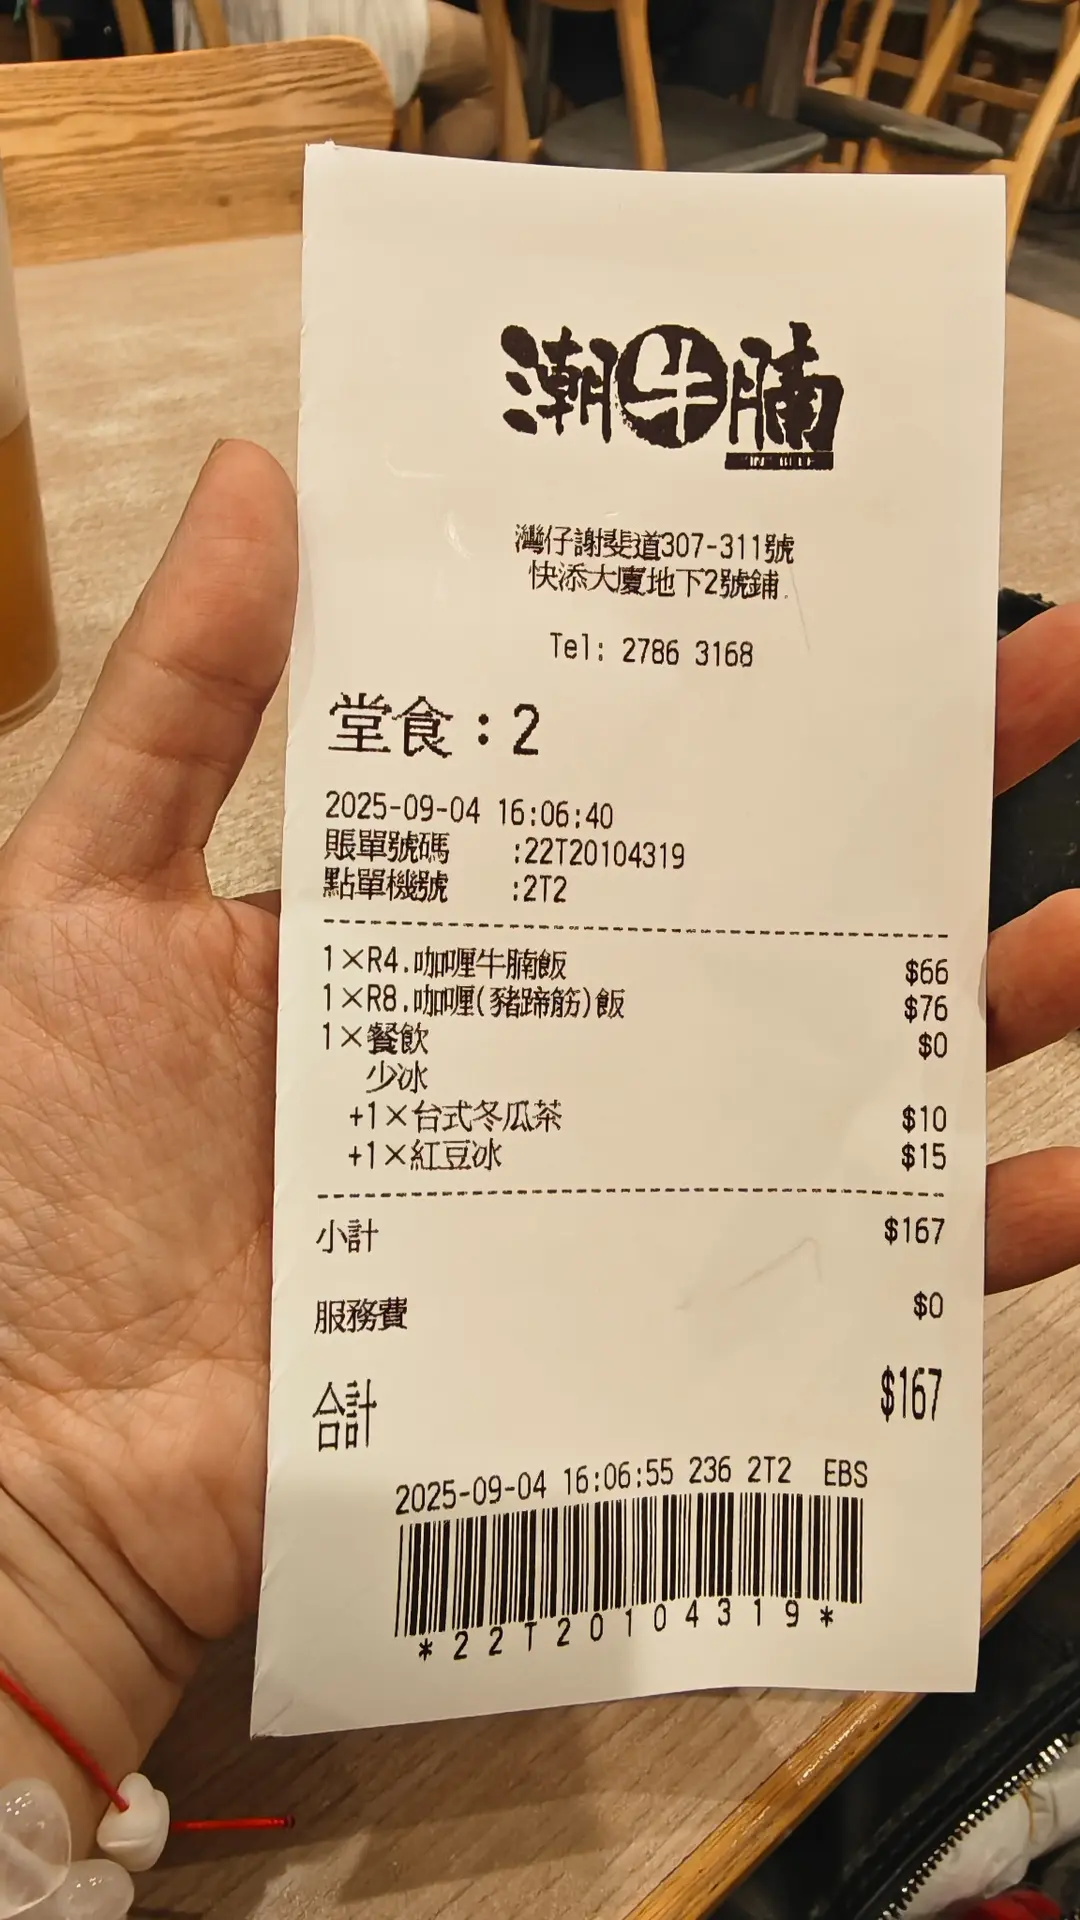 潮牛腩
灣仔謝斐道307-311號
快添大廈地下2號鋪.
Tel: 2786 3168
堂食：2
2025-09-04 16:06:40
賬單號碼 :22T20104319
點單機號 :2T2
1×R4.咖喱牛腩飯 $66
1×R8.咖喱(豬蹄筋)飯 $76
1×餐飲 $0
少冰
+1×台式冬瓜茶 $10
+1×紅豆冰 $15
小計 $167
服務費 $0
合計 $167
2025-09-04 16:06:55 236 2T2 EBS
*22T20104319*